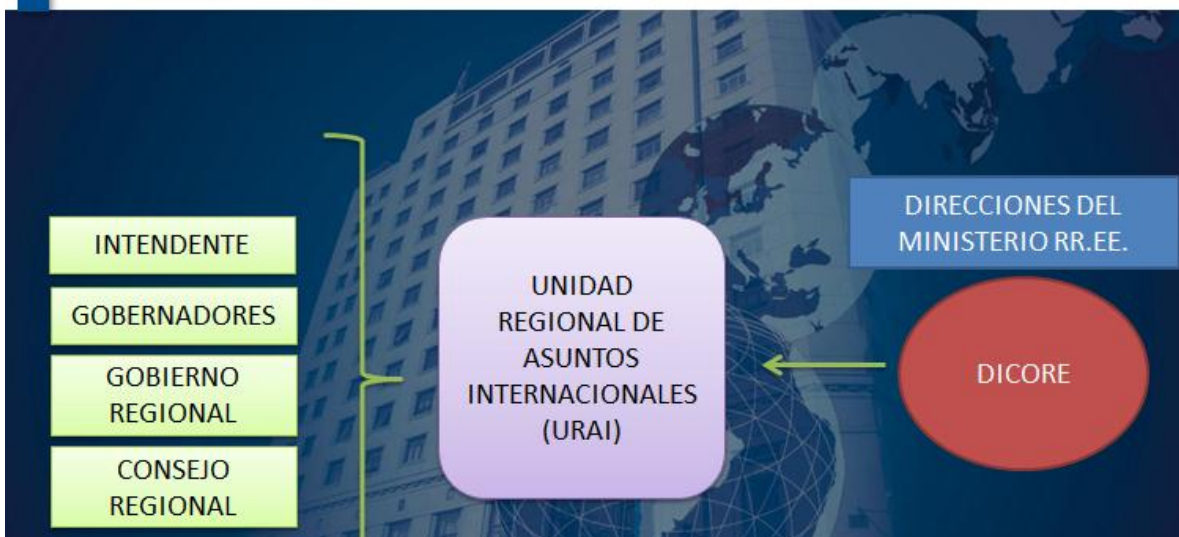 INTENDENTE
GOBERNADORES
GOBIERNO
REGIONAL
CONSEJO
REGIONAL
UNIDAD
REGIONAL DE
ASUNTOS
INTERNACIONALES
(URAI)
DIRECCIONES DEL
MINISTERIO RR.EE.
DICORE